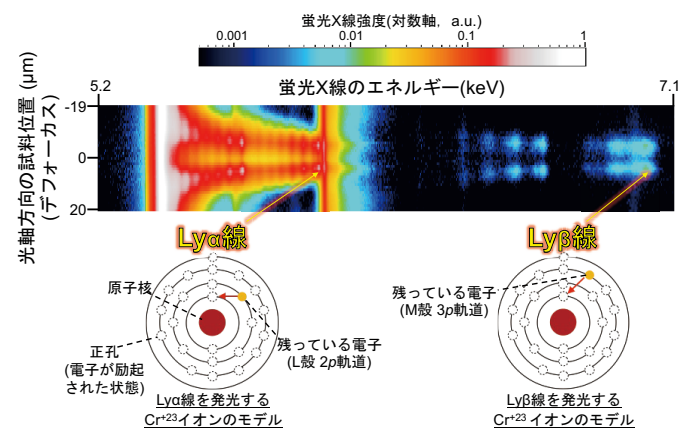 蛍光X線強度(対数軸，a.u.)
0.001
0.01
0.1
1
5.2
蛍光X線のエネルギー(keV)
7.1
光軸方向の試料位置 (μm)
(デフォーカス)
-19
0
20
Lyα線
Lyβ線
原子核
正孔
(電子が励起
された状態)
残っている電子
(L殻 2p軌道)
Lyα線を発光する
Cr+23イオンのモデル
残っている電子
(M殻 3p軌道)
Lyβ線を発光する
Cr+23イオンのモデル